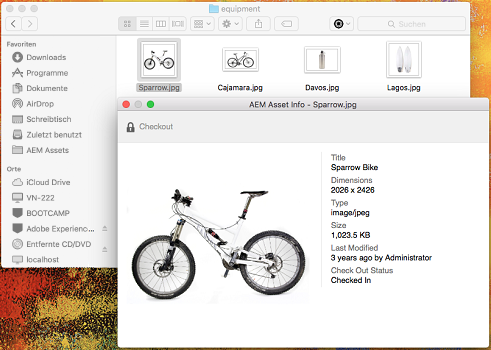 equipment
Suchen
Favoriten
Downloads
Programme
Dokumente
AirDrop
Schreibtisch
Zuletzt benutzt
AEM Assets
Orte
iCloud Drive
VN-222
BOOTCAMP
Adobe Experieno...
Entfernte CD/DVD
localhost
Sparrow.jpg
Cajamara.jpg
Davos.jpg
Lagos.jpg
AEM Asset Info - Sparrow.jpg
Checkout
Title
Sparrow Bike
Dimensions
2026 x 2426
Type
image/jpeg
Size
1,023.5 KB
Last Modified
3 years ago by Administrator
Check Out Status
Checked In